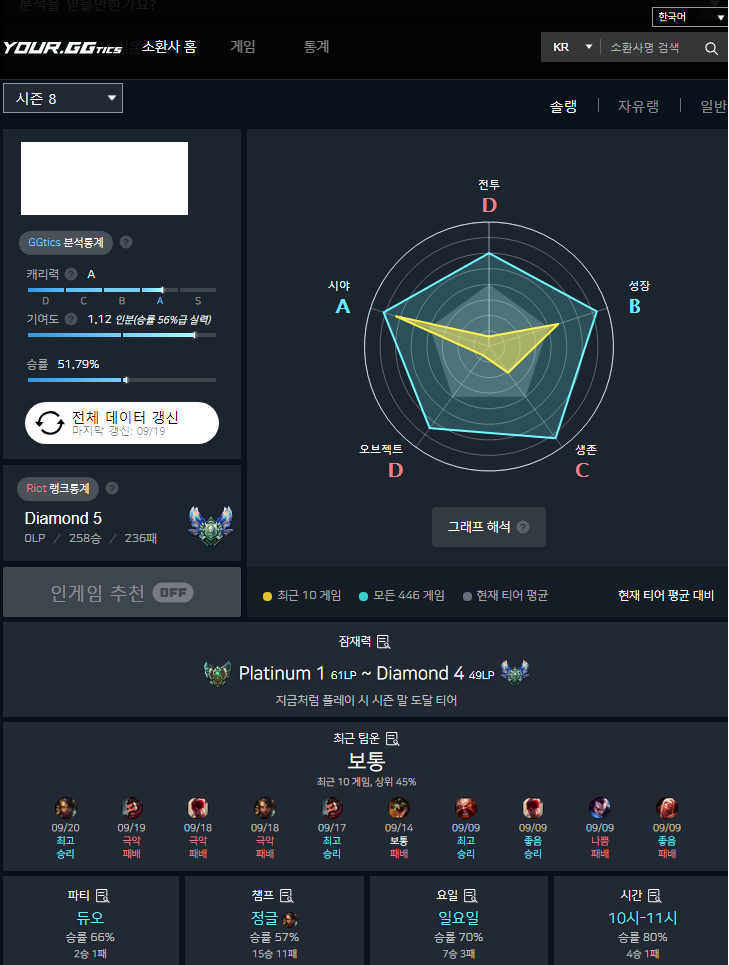 분석을 믿을만한가요?
한국어
YOUR.GGTICS
소환사 홈
게임
통계
KR
소환사명 검색
시즌 8
솔랭
자유랭
일반
GGtics 분석통계 ?
캐리력 ? A
D C B A S
기여도 ? 1.12 인분(승률 56%급 실력)
승률 51.79%
전체 데이터 갱신
마지막 갱신: 09/19
Riot 랭크통계 ?
Diamond 5
0LP / 258승 / 236패
인게임 추천 OFF
전투
D
시야
A
성장
B
오브젝트
D
생존
C
그래프 해석 ?
최근 10 게임
모든 446 게임
현재 티어 평균
현재 티어 평균 대비
잠재력
Platinum 1 61LP ~ Diamond 4 49LP
지금처럼 플레이 시 시즌 말 도달 티어
최근 팀운
보통
최근 10 게임, 상위 45%
09/20 09/19 09/18 09/18 09/17 09/14 09/09 09/09 09/09 09/09
최고 극악 극악 극악 최고 보통 최고 좋음 나쁨 좋음
승리 패배 패배 패배 승리 패배 승리 승리 패배 패배
파티 챔프 요일 시간
듀오 정글 일요일 10시-11시
승률 66% 승률 57% 승률 70% 승률 80%
2승 1패 15승 11패 7승 3패 4승 1패